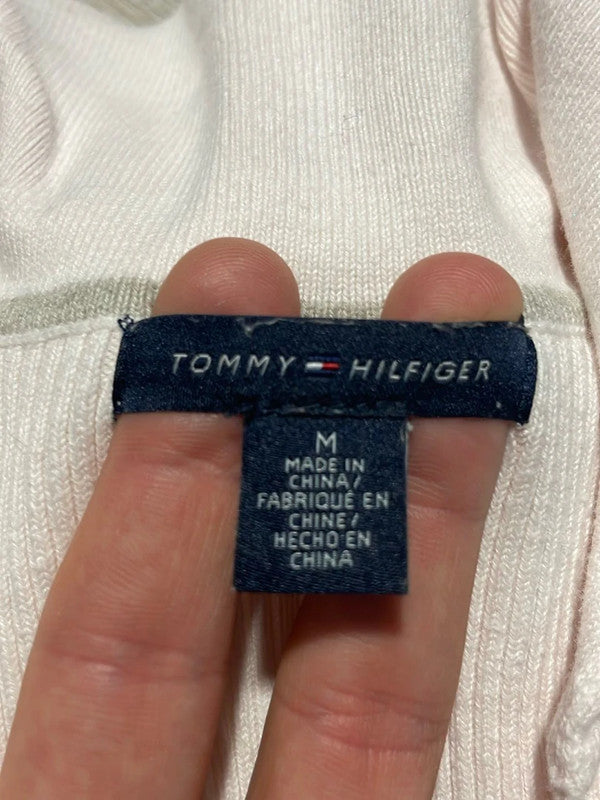 TOMMY HILFIGER
M
MADE IN
CHINA/
FABRIQUÉ EN
CHINE/
HECHO EN
CHINA